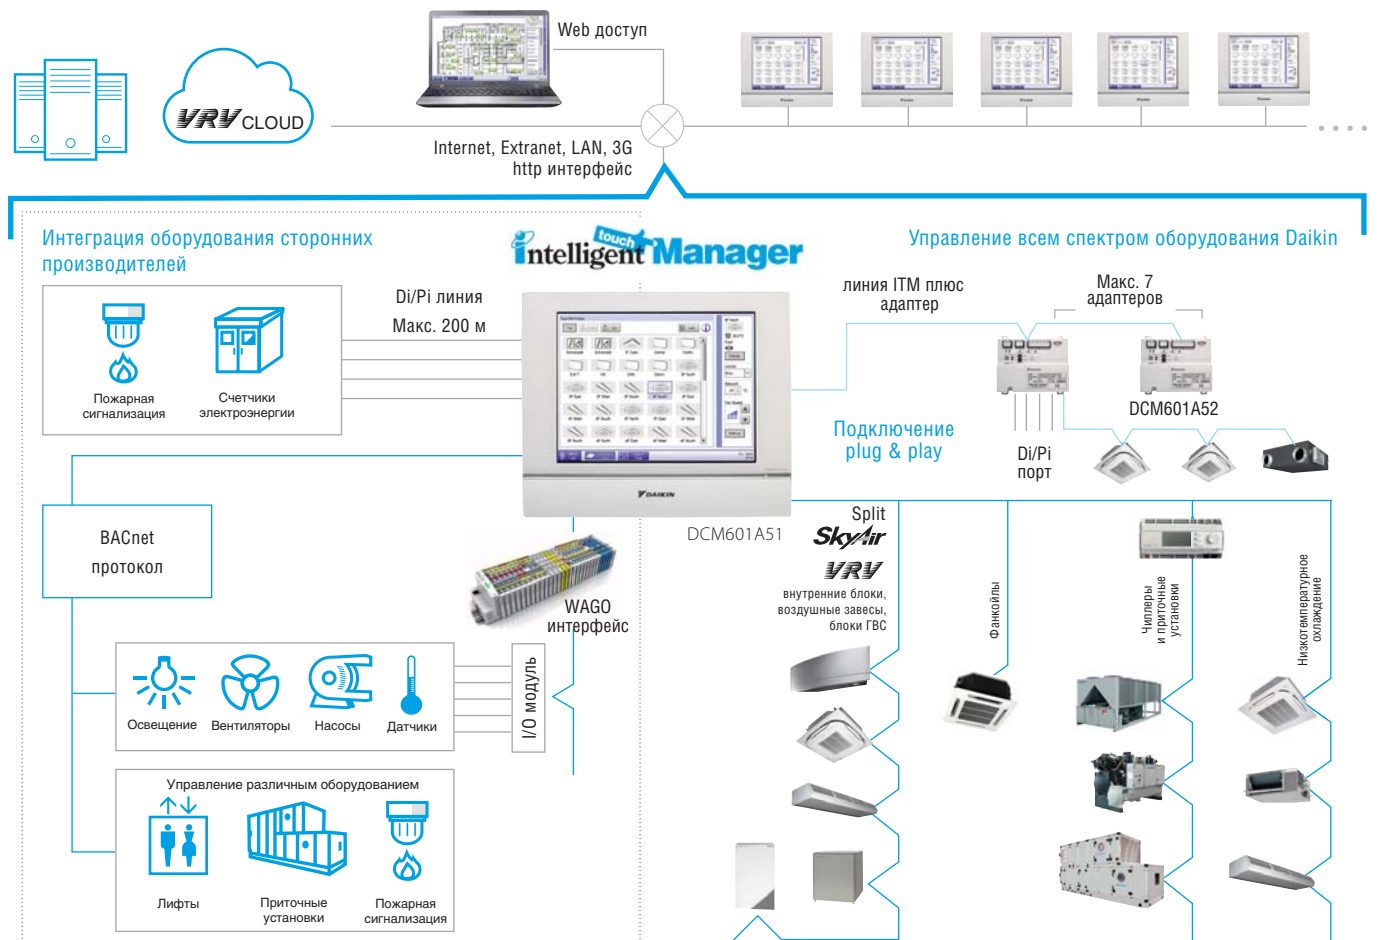 Web доступ
VRV CLOUD
Internet, Extranet, LAN, 3G
http интерфейс
Интеграция оборудования сторонних
производителей
intelligent touch Manager
Управление всем спектром оборудования Daikin
Di/Pi линия
Макс. 200 м
Пожарная
сигнализация
Счетчики
электроэнергии
линия ITM плюс
адаптер
Макс. 7
адаптеров
DCM601A52
Подключение
plug & play
Di/Pi
порт
DAIKIN
DCM601A51
BACnet
протокол
WAGO
интерфейс
Split
SkyAir
VRV
внутренние блоки,
воздушные завесы,
блоки ГВС
Фанкойлы
Чиллеры
и приточные
установки
Низкотемпературное
охлаждение
Освещение
Вентиляторы
Насосы
Датчики
I/O модуль
Управление различным оборудованием
Лифты
Приточные
установки
Пожарная
сигнализация